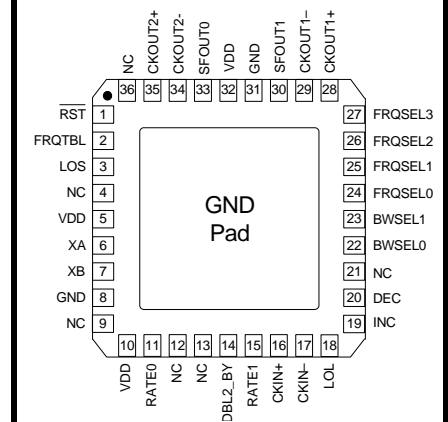 NC
CKOUT2+
CKOUT2-
SFOUT0
VDD
GND
SFOUT1
CKOUT1–
CKOUT1+
36 35 34 33 32 31 30 29 28
RST 1
FRQTBL 2
LOS 3
NC 4
VDD 5
XA 6
XB 7
GND 8
NC 9
GND
Pad
27 FRQSEL3
26 FRQSEL2
25 FRQSEL1
24 FRQSEL0
23 BWSEL1
22 BWSEL0
21 NC
20 DEC
19 INC
10 11 12 13 14 15 16 17 18
VDD
RATE0
NC
NC
DBL2_BY
RATE1
CKIN+
CKIN–
LOL